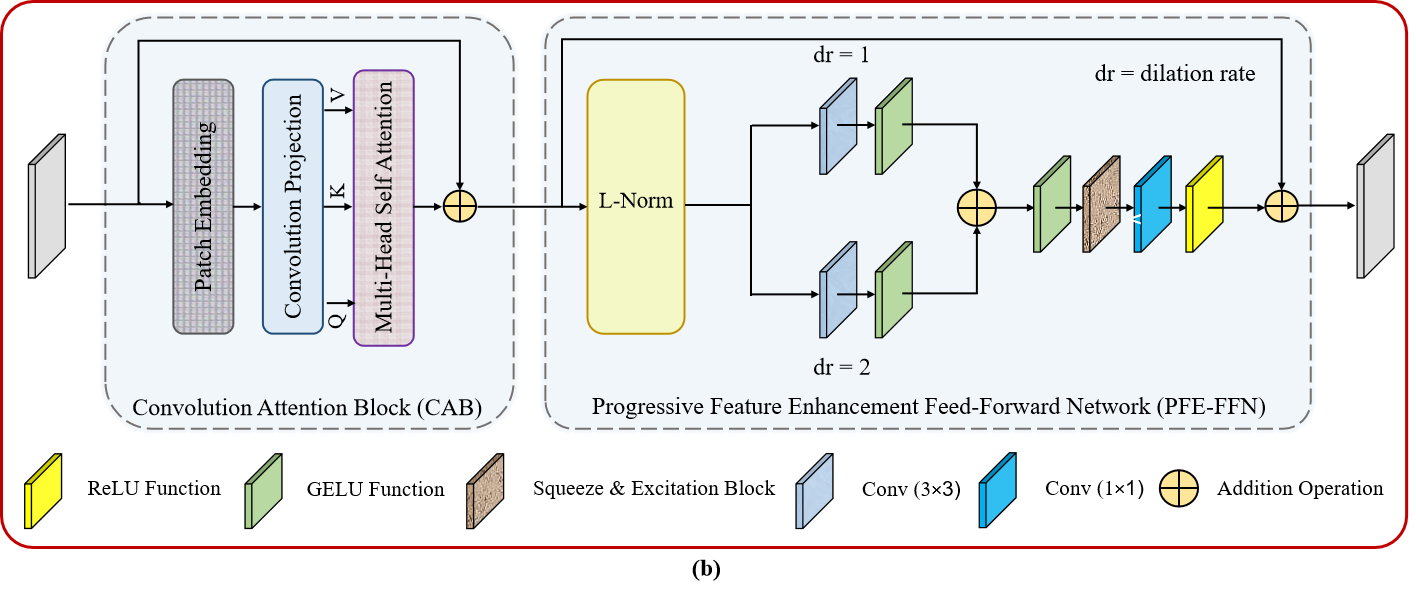 dr = 1
dr = dilation rate
Patch Embedding
Convolution Projection
V
K
Q
Multi-Head Self Attention
L-Norm
dr = 2
Convolution Attention Block (CAB)
Progressive Feature Enhancement Feed-Forward Network (PFE-FFN)
ReLU Function
GELU Function
Squeeze & Excitation Block
Conv (3×3)
Conv (1×1)
Addition Operation
(b)